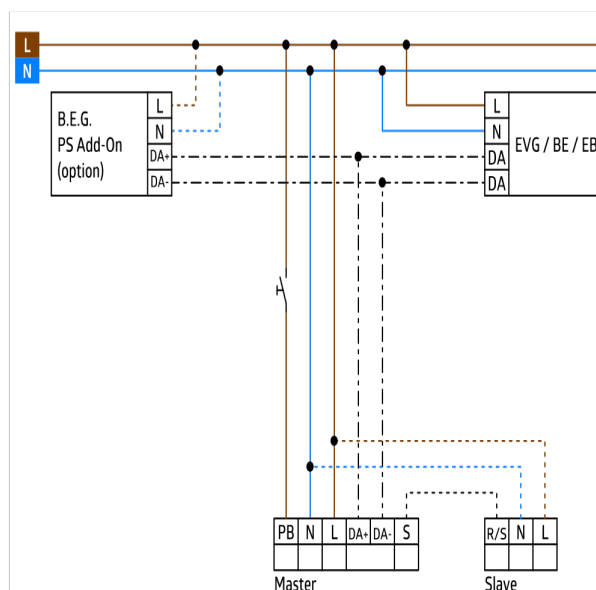 L
N
B.E.G.
PS Add-On
(option)
L
N
DA+
DA-
L
N
DA
DA
EVG / BE / EB
PB N L DA+ DA- S
R/S N L
Master
Slave